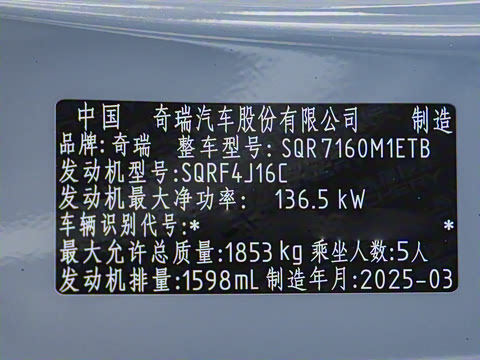 中国 奇瑞汽车股份有限公司 制造
品牌:奇瑞 整车型号:SQR7160M1ETB
发动机型号:SQRF4J16C
发动机最大净功率: 136.5 kW
车辆识别代号:* *
最大允许总质量:1853 kg 乘坐人数:5人
发动机排量:1598mL 制造年月:2025-03